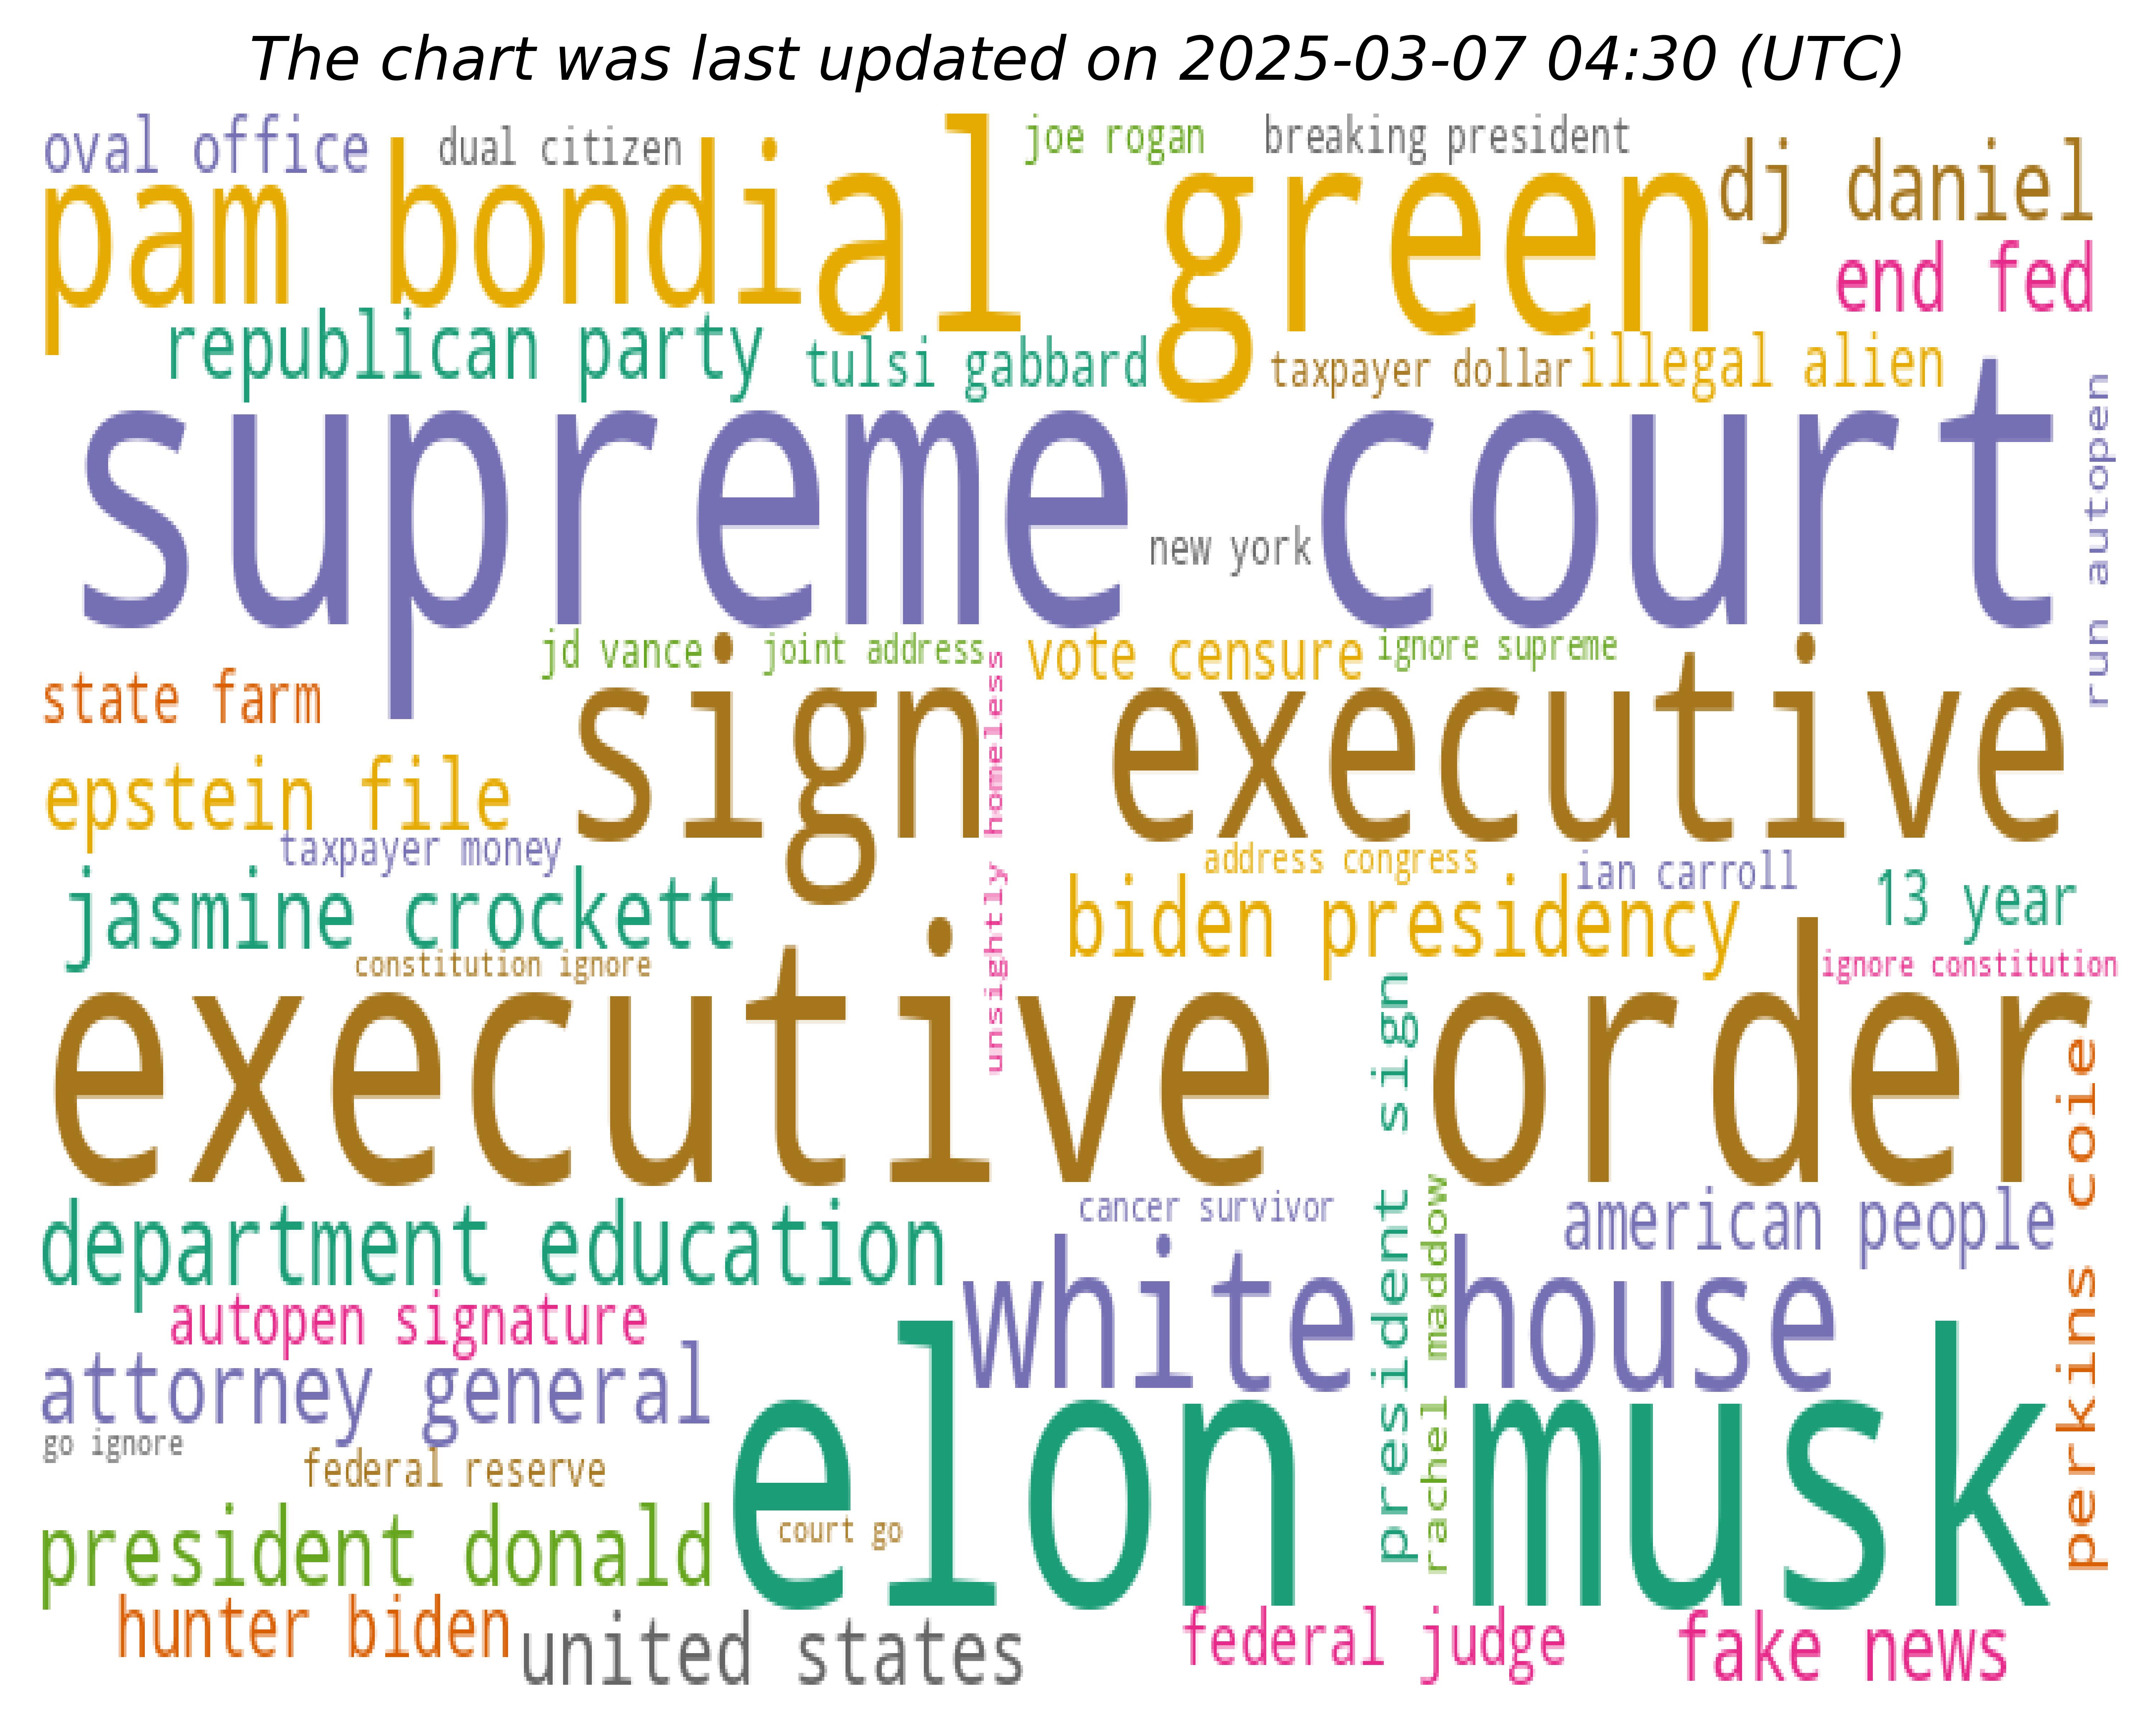 The chart was last updated on 2025-03-07 04:30 (UTC)
oval office
dual citizen
joe rogan
breaking president
pam bondi
al green
dj daniel
end fed
republican party
tulsi gabbard
taxpayer dollar
illegal alien
supreme court
new york
run autopen
jd vance
joint address
vote censure
ignore supreme
state farm
sign executive
unsightly homeless
epstein file
taxpayer money
address congress
ian carroll
13 year
jasmine crockett
biden presidency
constitution ignore
ignore constitution
executive order
president sign
perkins coie
cancer survivor
american people
department education
white house
rachel maddow
autopen signature
attorney general
elon musk
go ignore
federal reserve
president donald
court go
hunter biden
united states
federal judge
fake news